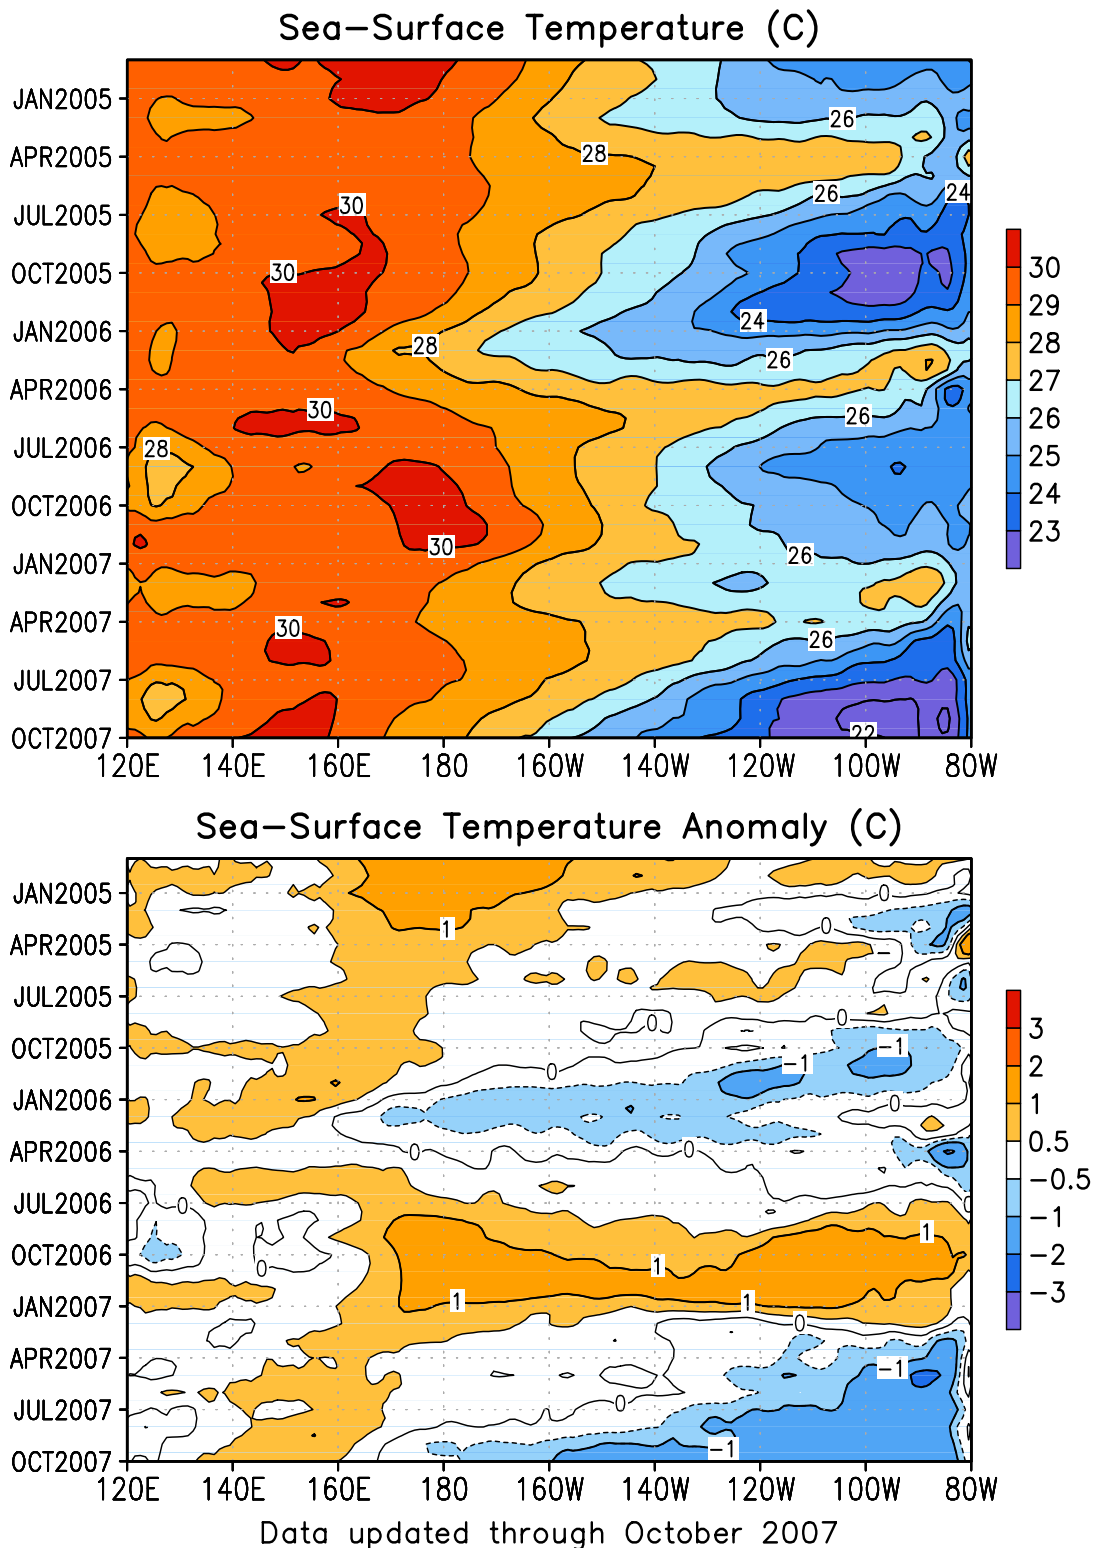 Sea-Surface Temperature (C)
JAN2005
APR2005
JUL2005
OCT2005
JAN2006
APR2006
JUL2006
OCT2006
JAN2007
APR2007
JUL2007
OCT2007
26
28
30
26
24
30
24
28
26
30
26
28
30
26
30
26
22
30
29
28
27
26
25
24
23
120E 140E 160E 180 160W 140W 120W 100W 80W
Sea-Surface Temperature Anomaly (C)
JAN2005
APR2005
JUL2005
OCT2005
JAN2006
APR2006
JUL2006
OCT2006
JAN2007
APR2007
JUL2007
OCT2007
0
1
0
0
0
-1
-1
0
0
0
0
0
1
1
0
1
1
0
-1
0
-1
3
2
1
0.5
-0.5
-1
-2
-3
120E 140E 160E 180 160W 140W 120W 100W 80W
Data updated through October 2007